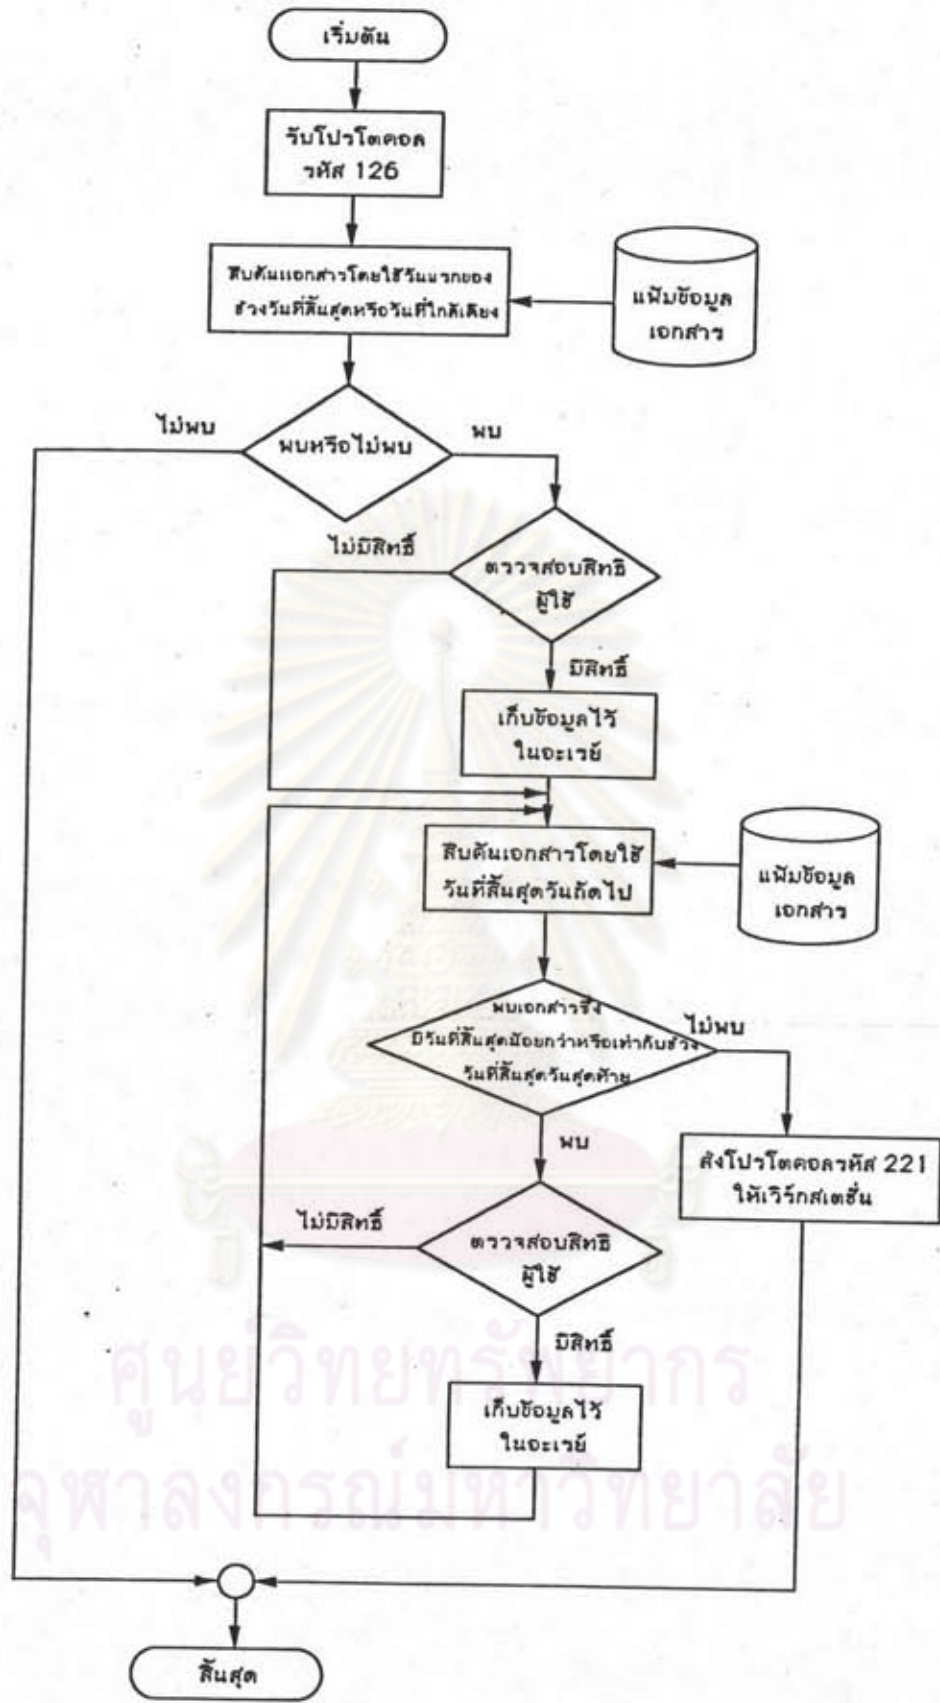 เริ่มต้น
รับโปรโตคอล
รหัส 126
สืบค้นเอกสารโดยใช้วันแรกของ
ช่วงวันที่สิ้นสุดหรือวันที่ใกล้เคียง
แฟ้มข้อมูล
เอกสาร
ไม่พบ
พบหรือไม่พบ
พบ
ไม่มีสิทธิ์
ตรวจสอบสิทธิ
ผู้ใช้
มีสิทธิ์
เก็บข้อมูลไว้
ในอะเรย์
สืบค้นเอกสารโดยใช้
วันที่สิ้นสุดวันถัดไป
แฟ้มข้อมูล
เอกสาร
พบเอกสารซึ่ง
มีวันที่สิ้นสุดน้อยกว่าหรือเท่ากับช่วง
วันที่สิ้นสุดวันสุดท้าย
ไม่พบ
พบ
ส่งโปรโตคอลรหัส 221
ให้เวิร์กสเตชั่น
ไม่มีสิทธิ์
ตรวจสอบสิทธิ
ผู้ใช้
มีสิทธิ์
ศูนย์วิทยทรัพยากร
เก็บข้อมูลไว้
ในอะเรย์
จุฬาลงกรณ์มหาวิทยาลัย
สิ้นสุด